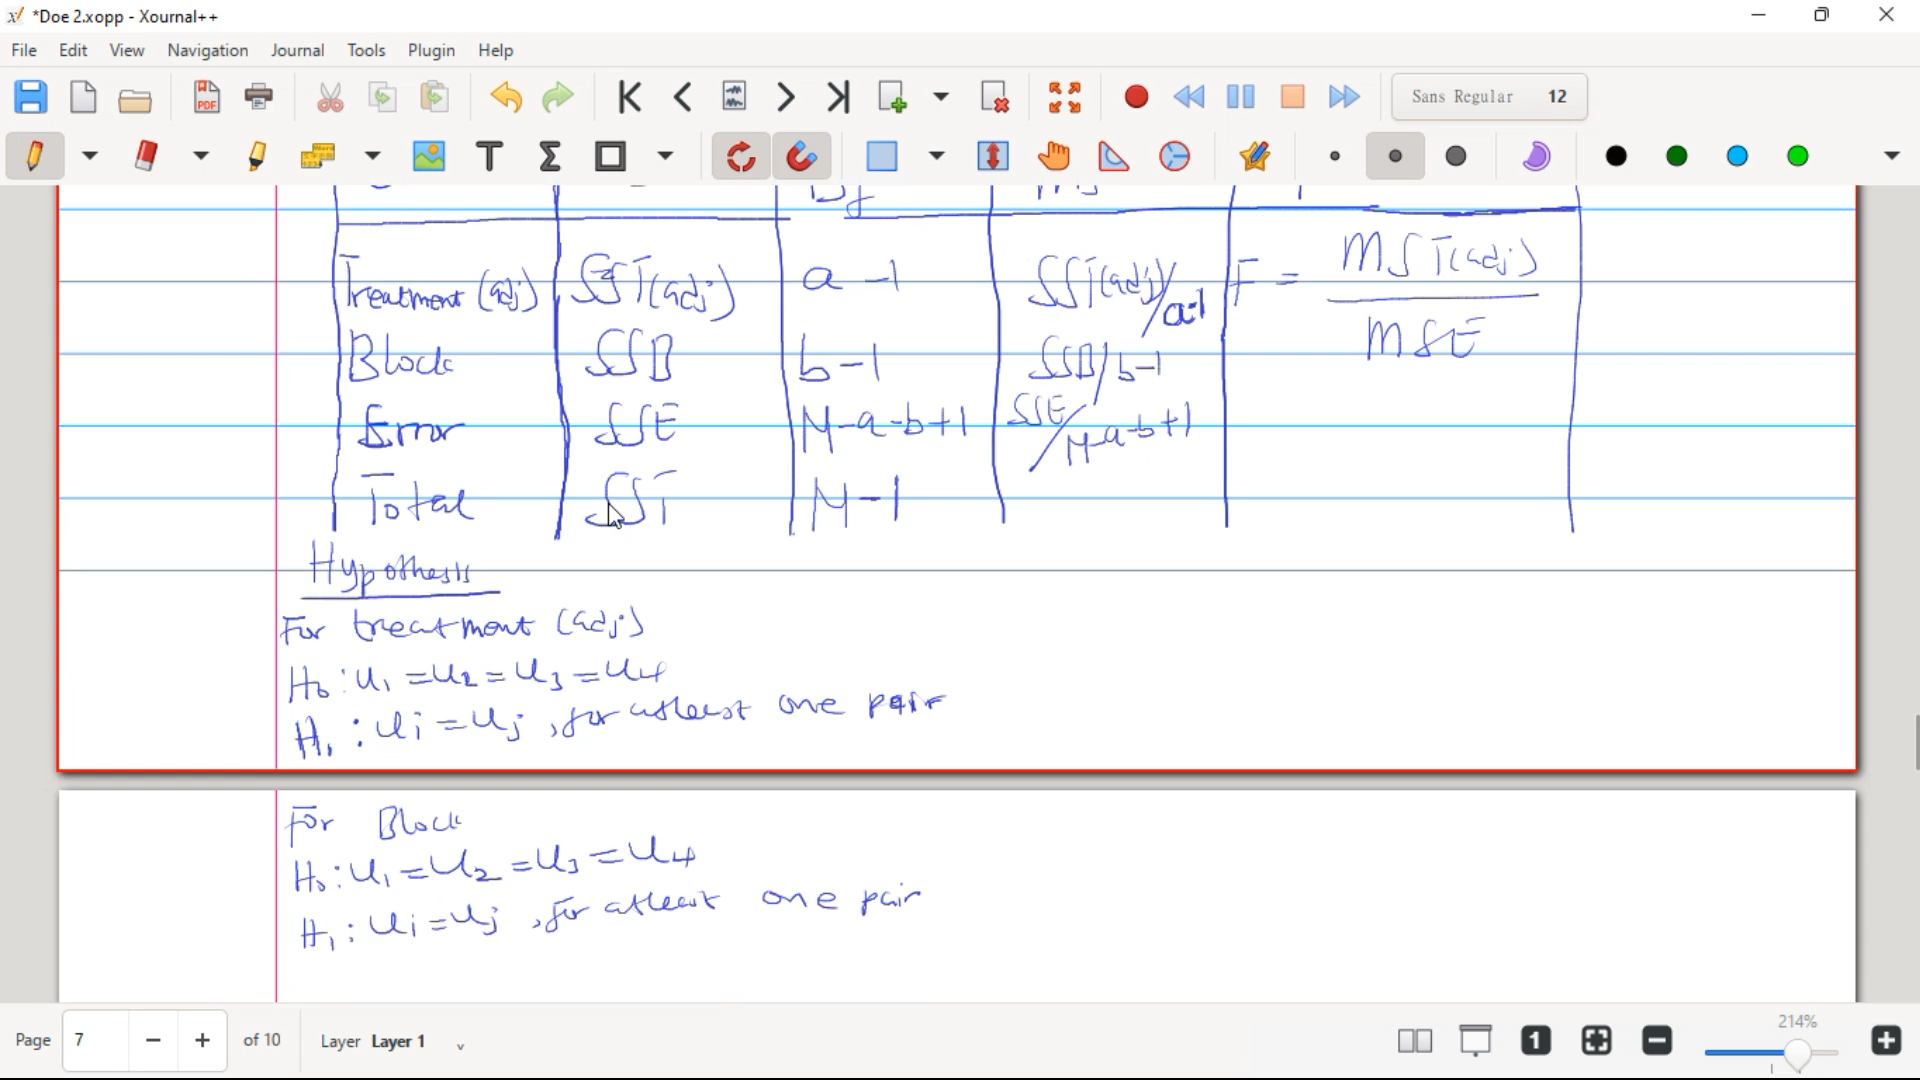 *Doe 2.xopp - Xournal++
File Edit View Navigation Journal Tools Plugin Help
Sans Regular 12
Df MS F
Treatment (adj) SST(adj) a-1 SST(adj)/a-1 F = MST(adj)/MSE
Block SSB b-1 SSB/b-1
Error SSE N-a-b+1 SSE/N-a-b+1
Total SST N-1
Hypothesis
For treatment (adj)
H₀: u₁ = u₂ = u₃ = u₄
H₁: ui = uj, for atleast one pair
For Block
H₀: u₁ = u₂ = u₃ = u₄
H₁: ui = uj, for atleast one pair
Page 7 of 10 Layer Layer 1 214%